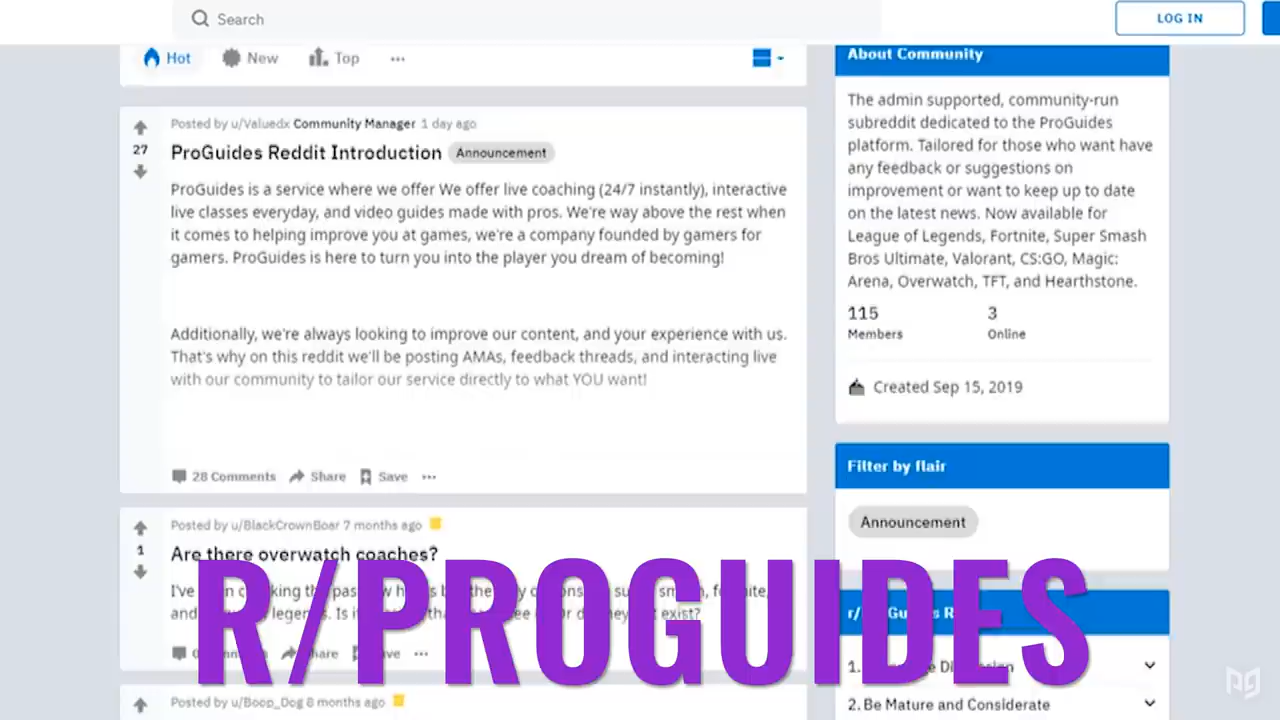 Search
LOG IN
Hot New Top
Posted by u/Valuedx Community Manager 1 day ago
27
ProGuides Reddit Introduction Announcement
ProGuides is a service where we offer We offer live coaching (24/7 instantly), interactive
live classes everyday, and video guides made with pros. We're way above the rest when
it comes to helping improve you at games, we're a company founded by gamers for
gamers. ProGuides is here to turn you into the player you dream of becoming!
Additionally, we're always looking to improve our content, and your experience with us.
That's why on this reddit we'll be posting AMAs, feedback threads, and interacting live
with our community to tailor our service directly to what YOU want!
28 Comments Share Save
Posted by u/BlackCrownBoar 7 months ago
1
Are there overwatch coaches?
Posted by u/Boop_Dog 8 months ago
About Community
The admin supported, community-run
subreddit dedicated to the ProGuides
platform. Tailored for those who want have
any feedback or suggestions on
improvement or want to keep up to date
on the latest news. Now available for
League of Legends, Fortnite, Super Smash
Bros Ultimate, Valorant, CS:GO, Magic:
Arena, Overwatch, TFT, and Hearthstone.
115 3
Members Online
Created Sep 15, 2019
Filter by flair
Announcement
1.
2. Be Mature and Considerate
R/PROGUIDES
pg